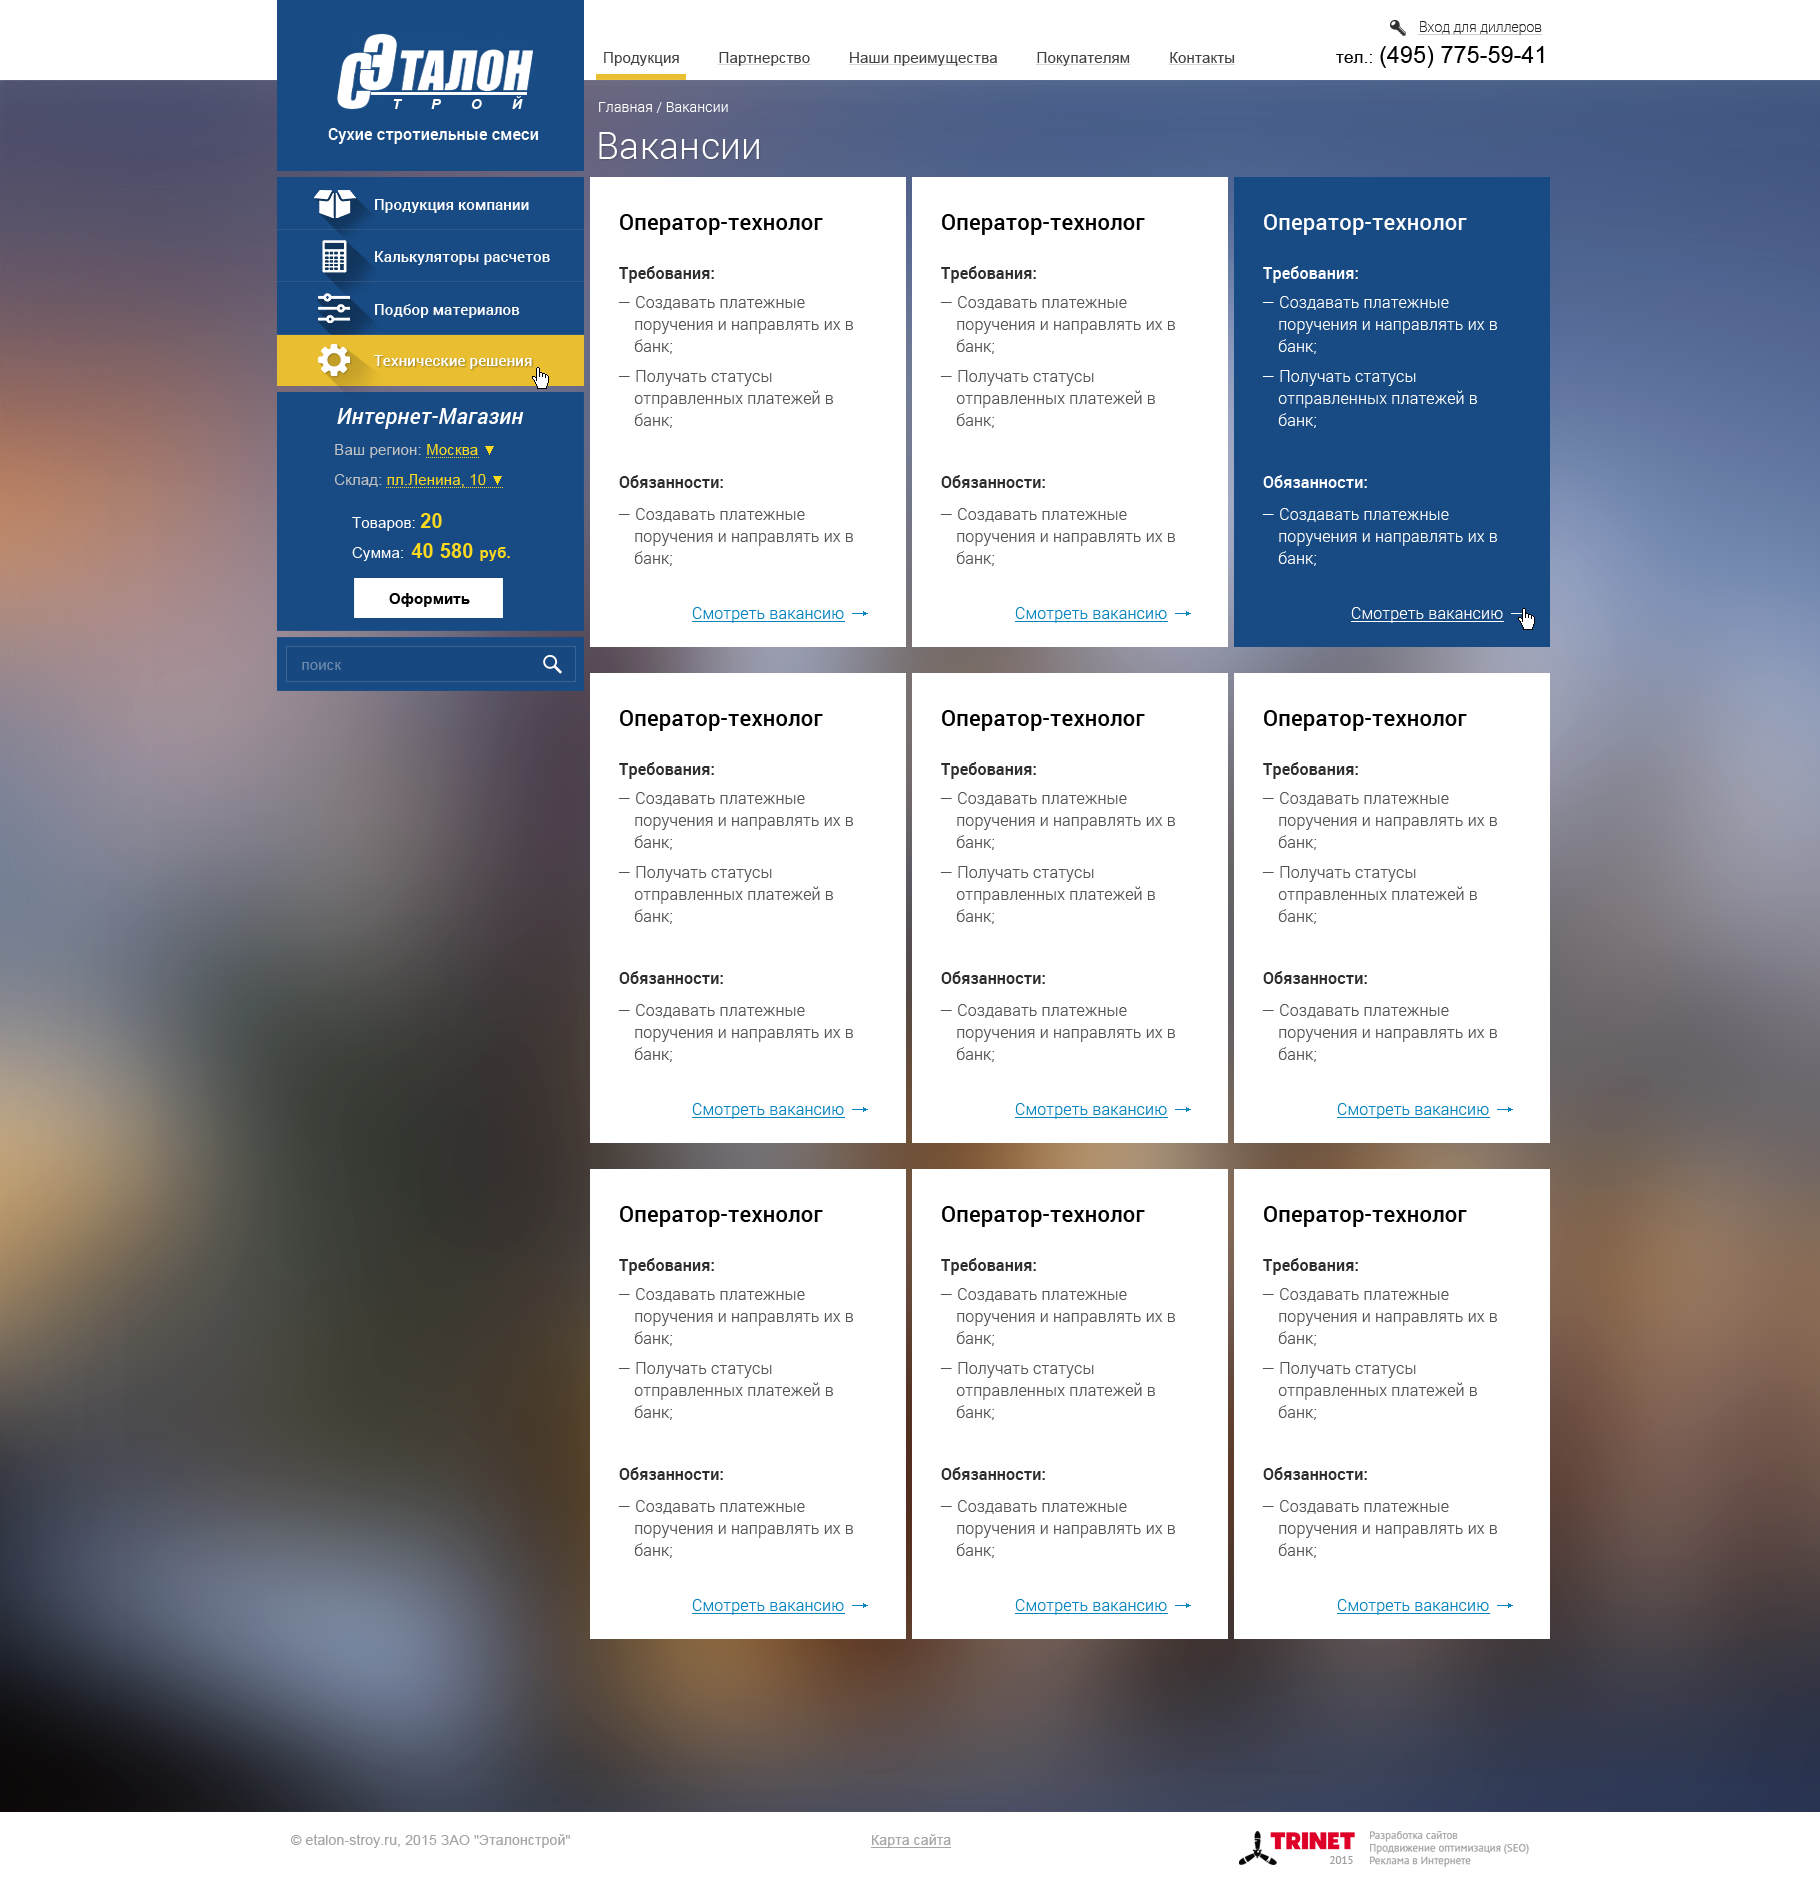 Эталон
строй
Сухие стротиельные смеси
Продукция
Партнерство
Наши преимущества
Покупателям
Контакты
Вход для диллеров
тел.: (495) 775-59-41
Главная / Вакансии
Вакансии
Продукция компании
Калькуляторы расчетов
Подбор материалов
Технические решения
Интернет-Магазин
Ваш регион: Москва ▼
Склад: пл.Ленина, 10 ▼
Товаров: 20
Сумма: 40 580 руб.
Оформить
поиск
Оператор-технолог
Требования:
— Создавать платежные
поручения и направлять их в
банк;
— Получать статусы
отправленных платежей в
банк;
Обязанности:
— Создавать платежные
поручения и направлять их в
банк;
Смотреть вакансию →
Оператор-технолог
Требования:
— Создавать платежные
поручения и направлять их в
банк;
— Получать статусы
отправленных платежей в
банк;
Обязанности:
— Создавать платежные
поручения и направлять их в
банк;
Смотреть вакансию →
Оператор-технолог
Требования:
— Создавать платежные
поручения и направлять их в
банк;
— Получать статусы
отправленных платежей в
банк;
Обязанности:
— Создавать платежные
поручения и направлять их в
банк;
Смотреть вакансию →
Оператор-технолог
Требования:
— Создавать платежные
поручения и направлять их в
банк;
— Получать статусы
отправленных платежей в
банк;
Обязанности:
— Создавать платежные
поручения и направлять их в
банк;
Смотреть вакансию →
Оператор-технолог
Требования:
— Создавать платежные
поручения и направлять их в
банк;
— Получать статусы
отправленных платежей в
банк;
Обязанности:
— Создавать платежные
поручения и направлять их в
банк;
Смотреть вакансию →
Оператор-технолог
Требования:
— Создавать платежные
поручения и направлять их в
банк;
— Получать статусы
отправленных платежей в
банк;
Обязанности:
— Создавать платежные
поручения и направлять их в
банк;
Смотреть вакансию →
Оператор-технолог
Требования:
— Создавать платежные
поручения и направлять их в
банк;
— Получать статусы
отправленных платежей в
банк;
Обязанности:
— Создавать платежные
поручения и направлять их в
банк;
Смотреть вакансию →
Оператор-технолог
Требования:
— Создавать платежные
поручения и направлять их в
банк;
— Получать статусы
отправленных платежей в
банк;
Обязанности:
— Создавать платежные
поручения и направлять их в
банк;
Смотреть вакансию →
Оператор-технолог
Требования:
— Создавать платежные
поручения и направлять их в
банк;
— Получать статусы
отправленных платежей в
банк;
Обязанности:
— Создавать платежные
поручения и направлять их в
банк;
Смотреть вакансию →
© etalon-stroy.ru, 2015 ЗАО "Эталонстрой"
Карта сайта
TRINET
2015
Разработка сайтов
Продвижение оптимизация (SEO)
Реклама в Интернете